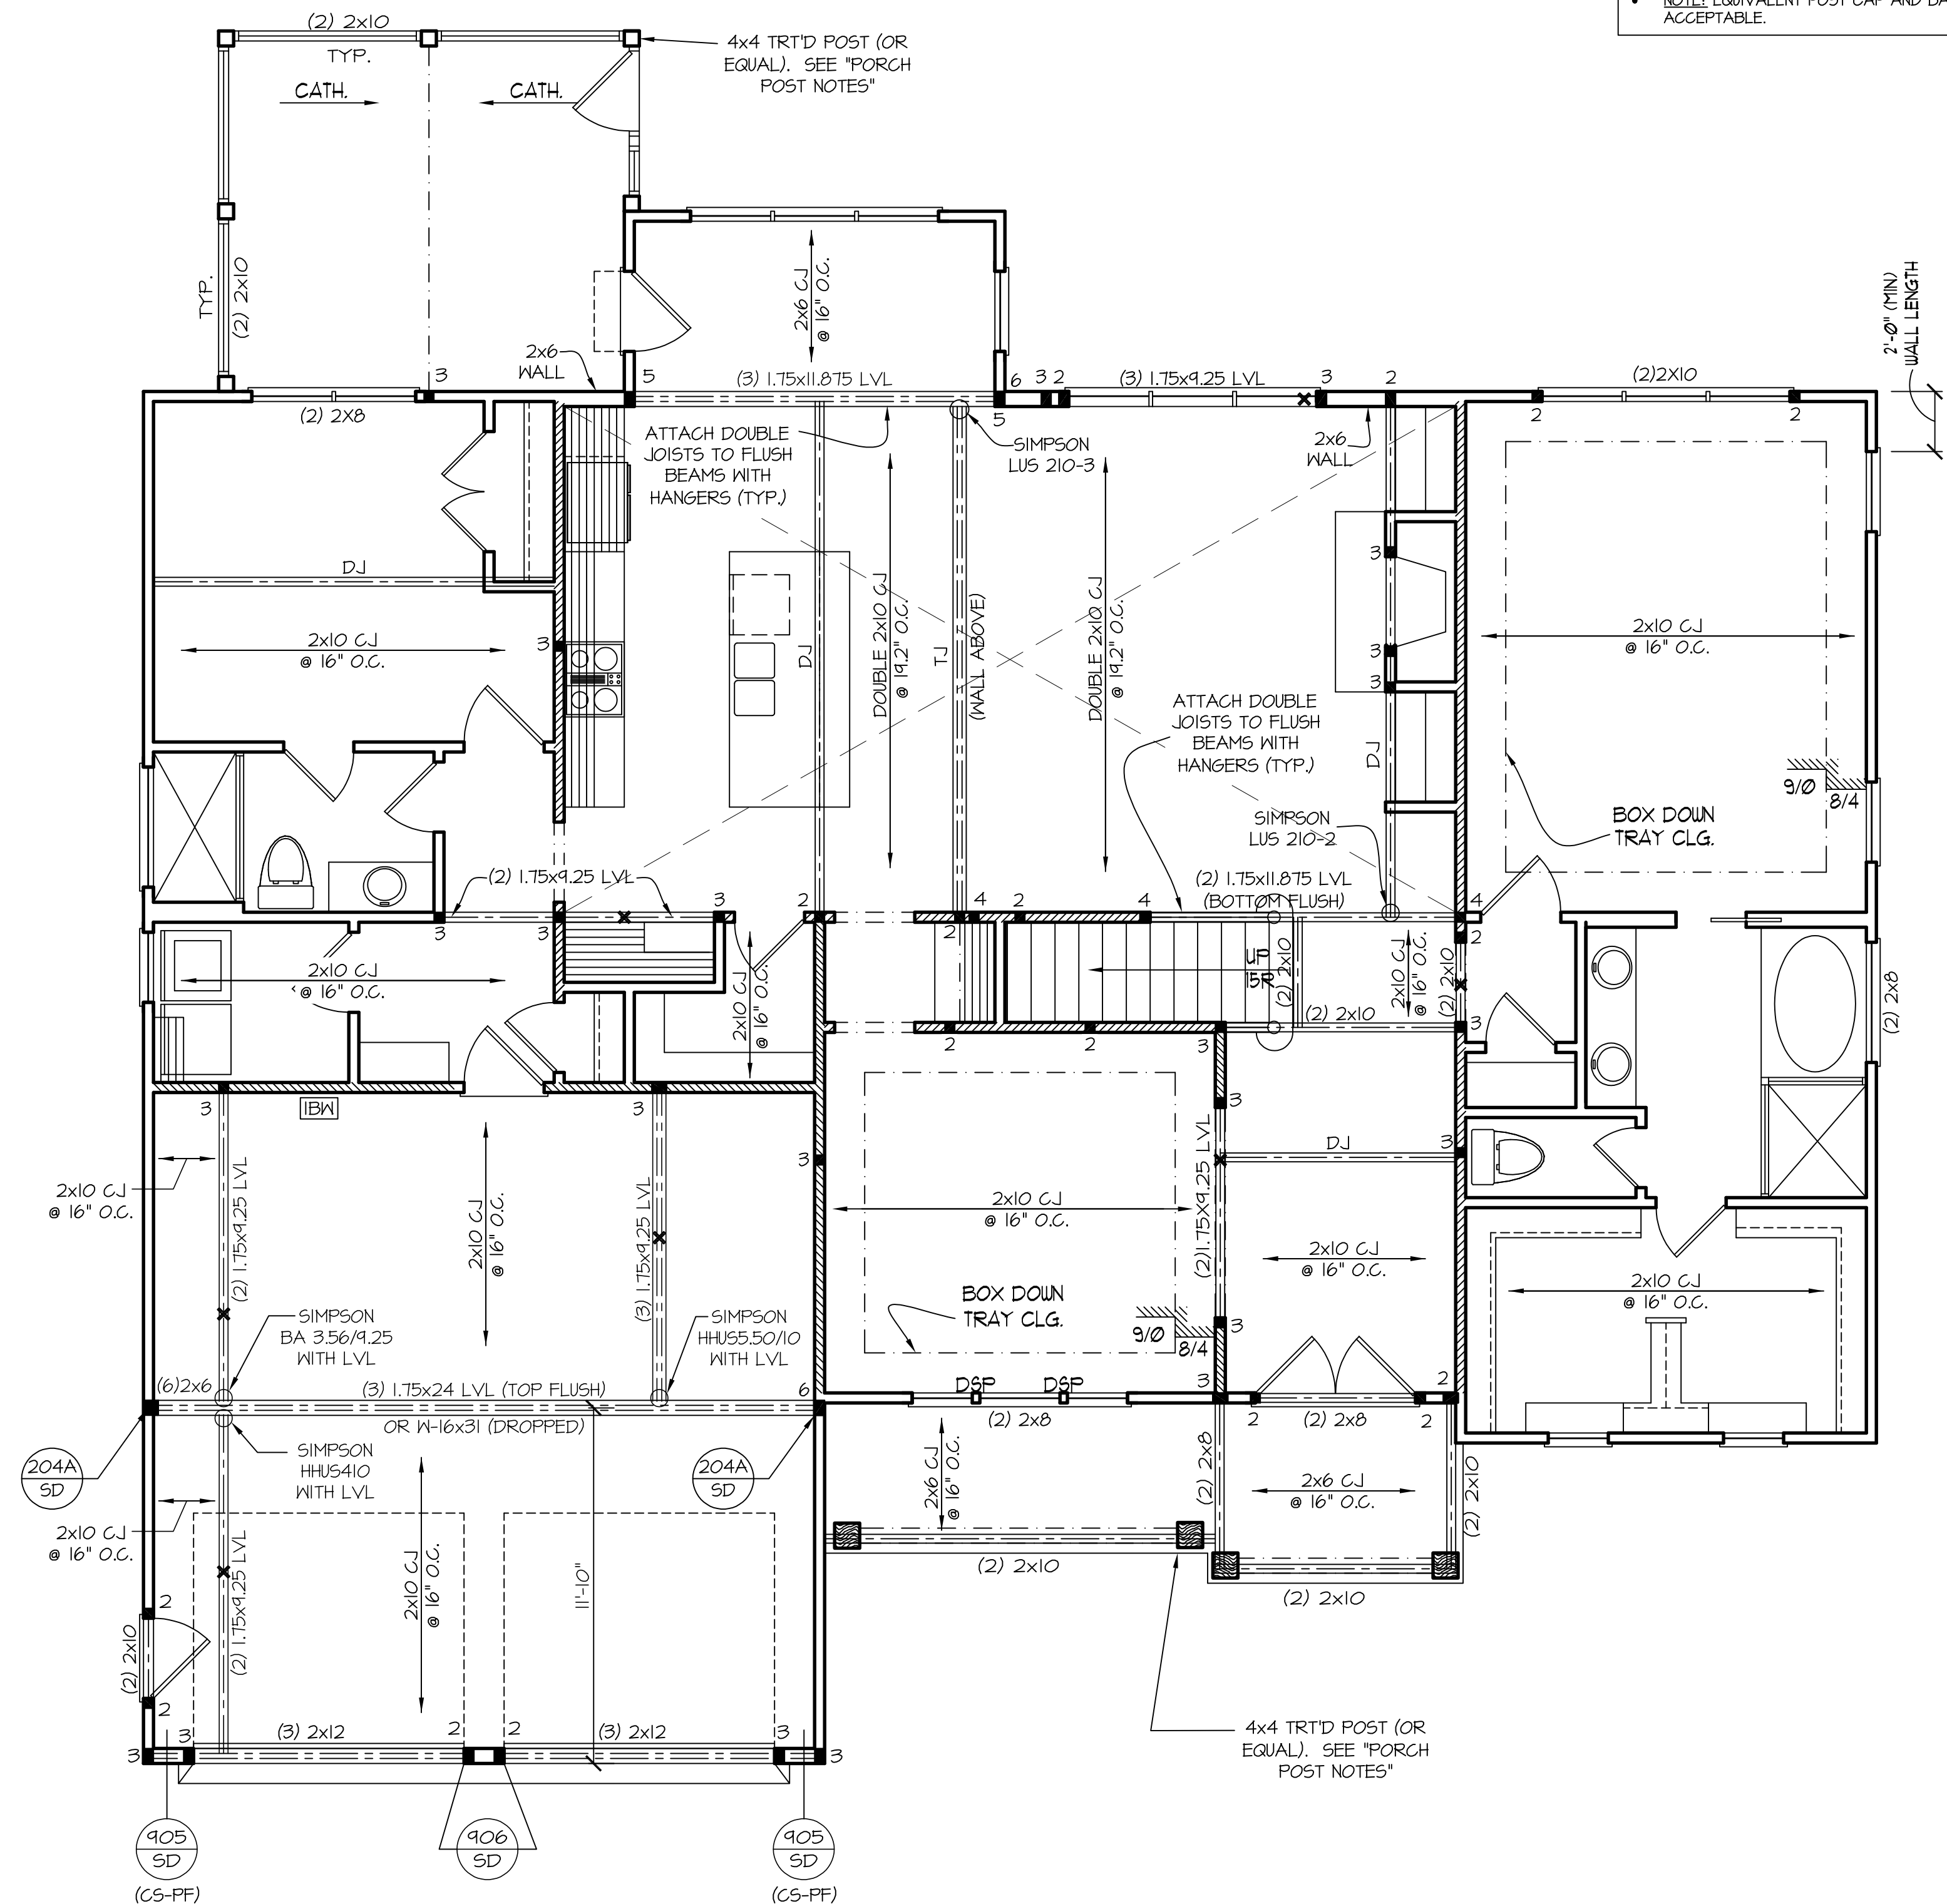 NOTE: EQUIVALENT POST CAP AND
ACCEPTABLE.
(2) 2x10
TYP.
CATH.
CATH.
4x4 TRT'D POST (OR
EQUAL). SEE "PORCH
POST NOTES"
TYP.
(2) 2x10
2x6 CJ
@ 16" O.C.
2'-0" (MIN)
WALL LENGTH
3
2x6
WALL
5
(3) 1.75x11.875 LVL
6
3
2
(3) 1.75x9.25 LVL
3
2
(2)2X10
(2) 2X8
5
2
2
ATTACH DOUBLE
JOISTS TO FLUSH
BEAMS WITH
HANGERS (TYP.)
SIMPSON
LUS 210-3
2x6
WALL
DJ
3
3
2x10 CJ
@ 16" O.C.
3
DJ
DOUBLE 2x10 CJ
@ 19.2" O.C.
TJ
(WALL ABOVE)
DOUBLE 2x10 CJ
@ 19.2" O.C.
3
3
2x10 CJ
@ 16" O.C.
ATTACH DOUBLE
JOISTS TO FLUSH
BEAMS WITH
HANGERS (TYP.)
DJ
9/0
8/4
BOX DOWN
TRAY CLG.
SIMPSON
LUS 210-2
(2) 1.75x9.25 LVL
(2) 1.75x11.875 LVL
(BOTTOM FLUSH)
3
2
4
2
4
4
3
3
2
2
2x10 CJ
@ 16" O.C.
2x10 CJ
@ 16" O.C.
UP
15R
(2) 2x10
2x10 CJ
@ 16" O.C.
(2) 2x10
(2) 2x10
3
(2) 2x8
2
2
3
3
IBW
3
3
3
2x10 CJ
@ 16" O.C.
(2) 1.75x9.25 LVL
2x10 CJ
@ 16" O.C.
(3) 1.75x9.25 LVL
2x10 CJ
@ 16" O.C.
(2)1.75x9.25 LVL
DJ
3
2x10 CJ
@ 16" O.C.
2x10 CJ
@ 16" O.C.
BOX DOWN
TRAY CLG.
9/0
8/4
3
SIMPSON
BA 3.56/9.25
WITH LVL
SIMPSON
HHUS5.50/10
WITH LVL
(6)2x6
(3) 1.75x24 LVL (TOP FLUSH)
6
OR W-16x31 (DROPPED)
DSP
DSP
3
2
(2) 2x8
2
(2) 2x8
2
204A
SD
SIMPSON
HHUS410
WITH LVL
204A
SD
2x6 CJ
@ 16" O.C.
(2) 2x8
2x6 CJ
@ 16" O.C.
(2) 2x10
2x10 CJ
@ 16" O.C.
(2) 1.75x9.25 LVL
2x10 CJ
@ 16" O.C.
11'-10"
(2) 2x10
(2) 2x10
2
(2) 2x10
2
3
3
(3) 2x12
2
2
(3) 2x12
3
3
4x4 TRT'D POST (OR
EQUAL). SEE "PORCH
POST NOTES"
905
SD
(CS-PF)
906
SD
905
SD
(CS-PF)